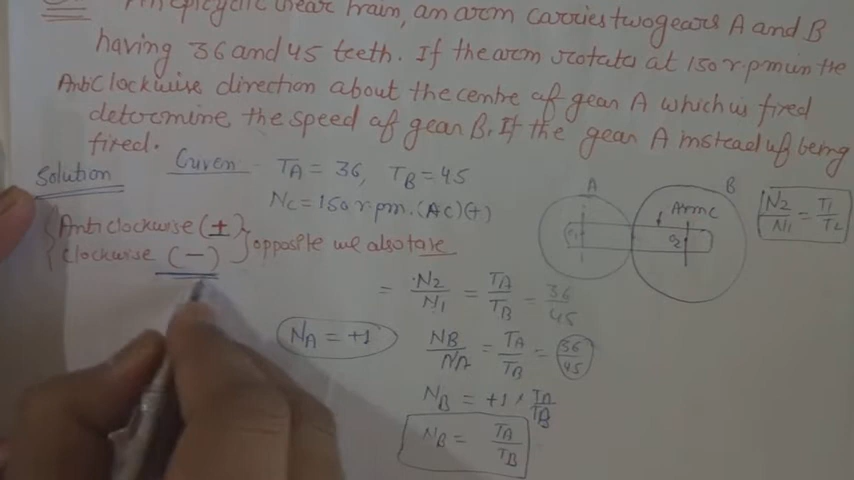 epicyclic Gear Train, an arm carries two gears A and B
having 36 and 45 teeth. If the arm rotates at 150 r.p.m in the
Anticlockwise direction about the centre of gear A which is fixed
determine the speed of gear B. If the gear A instead of being
fixed.
Solution Given - TA = 36, TB = 45
NC = 150 r.p.m. (AC)(+)
Anticlockwise (+)
Clockwise (-)
opposite we also take
NA = +1
= N2/N1 = TA/TB = 36/45
NB/NA = TA/TB = 36/45
NB = +1 × TA/TB
NB = TA/TB
A
B
Arm C
N2/N1 = T1/T2